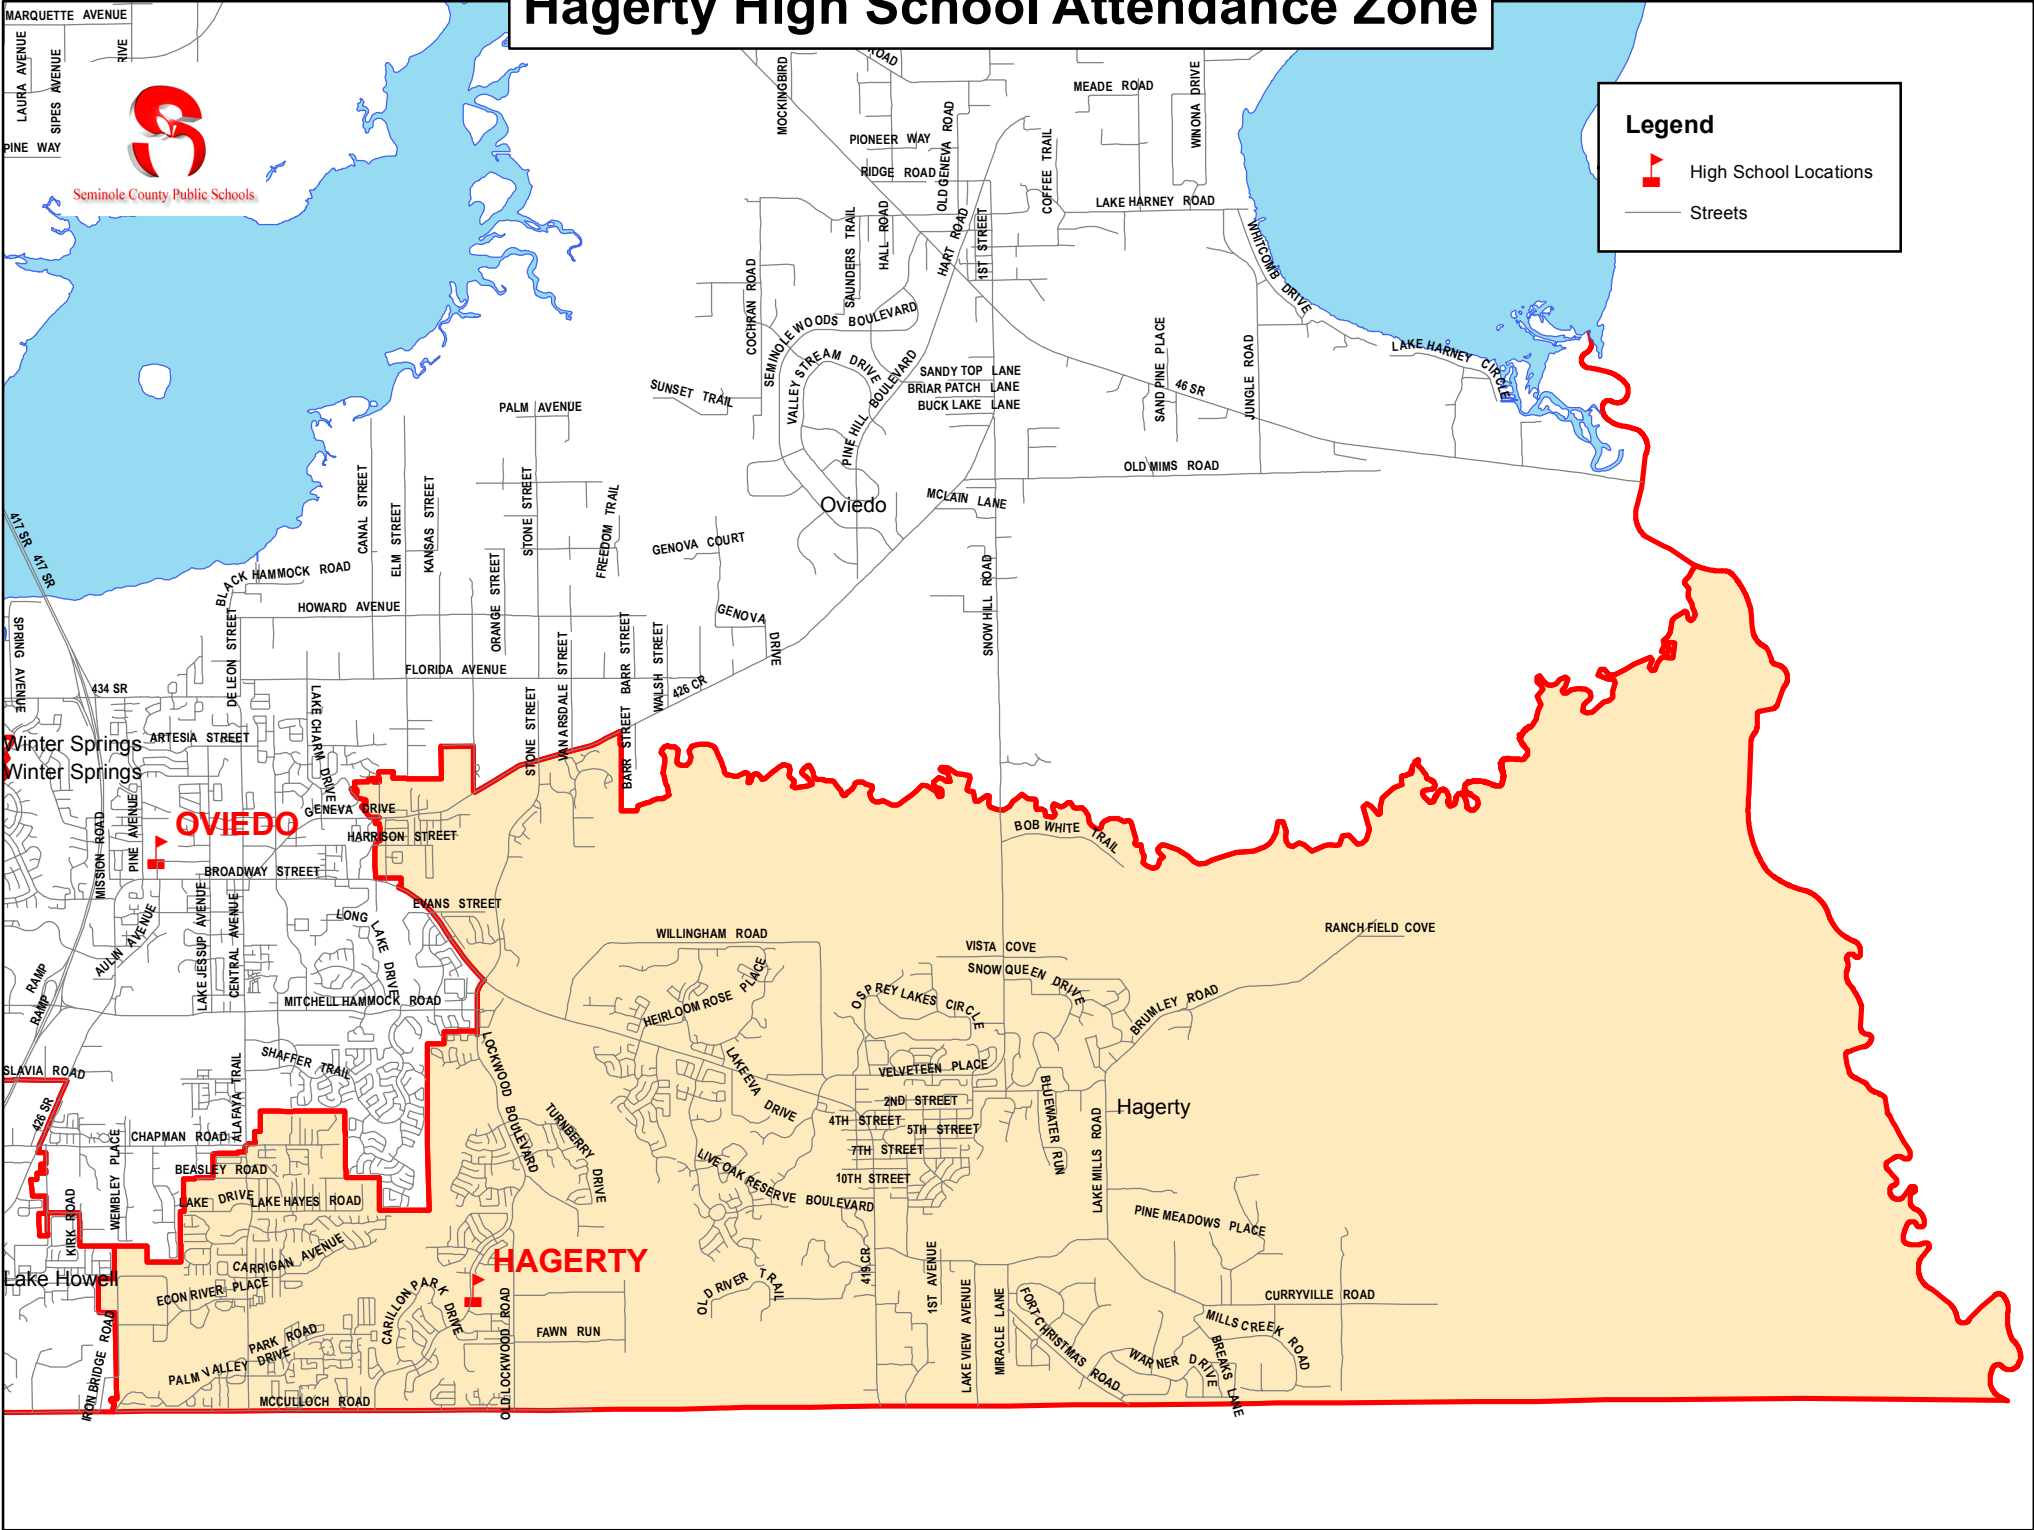 Hagerty High School Attendance Zone
MARQUETTE AVENUE
LAURA AVENUE
SIPES AVENUE
RIVE
PINE WAY
Seminole County Public Schools
Legend
High School Locations
Streets
ROAD
MOCKINGBIRD
MEADE ROAD
WINONA DRIVE
PIONEER WAY
OLD GENEVA ROAD
RIDGE ROAD
COFFEE TRAIL
LAKE HARNEY ROAD
SAUNDERS TRAIL
HALL ROAD
HART ROAD
1ST STREET
WHITCOMB DRIVE
COCHRAN ROAD
SEMINOLE WOODS BOULEVARD
VALLEY STREAM DRIVE
PINE HILL BOULEVARD
SANDY TOP LANE
BRIAR PATCH LANE
BUCK LAKE LANE
SAND PINE PLACE
46 SR
JUNGLE ROAD
LAKE HARNEY CIRCLE
SUNSET TRAIL
PALM AVENUE
OLD MIMS ROAD
MCLAIN LANE
Oviedo
CANAL STREET
ELM STREET
KANSAS STREET
STONE STREET
FREEDOM TRAIL
GENOVA COURT
417 SR
417 SR
BLACK HAMMOCK ROAD
HOWARD AVENUE
ORANGE STREET
GENOVA DRIVE
SNOW HILL ROAD
SPRING AVENUE
DE LEON STREET
VAN ARSDALE STREET
BARR STREET
WALSH STREET
FLORIDA AVENUE
434 SR
426 CR
LAKE CHARM DRIVE
STONE STREET
BARR STREET
Winter Springs
Winter Springs
ARTESIA STREET
GENEVA DRIVE
OVIEDO
MISSION ROAD
PINE AVENUE
HARRISON STREET
BOB WHITE TRAIL
BROADWAY STREET
EVANS STREET
LAKE JESSUP AVENUE
CENTRAL AVENUE
LONG LAKE DRIVE
AULIN AVENUE
RAMP
RAMP
MITCHELL HAMMOCK ROAD
WILLINGHAM ROAD
HEIRLOOM ROSE PLACE
VISTA COVE
SNOW QUEEN DRIVE
OSPREY LAKES CIRCLE
RANCHFIELD COVE
BRUMLEY ROAD
SLAVIA ROAD
SHAFFER TRAIL
LOCKWOOD BOULEVARD
LAKE EVA DRIVE
VELVETEEN PLACE
2ND STREET
4TH STREET
5TH STREET
7TH STREET
10TH STREET
BLUEWATER RUN
Hagerty
LAKE MILLS ROAD
426 SR
ALAFAYA TRAIL
CHAPMAN ROAD
WEMBLEY PLACE
BEASLEY ROAD
TURNBERRY DRIVE
LIVE OAK RESERVE BOULEVARD
LAKE DRIVE
LAKE HAYES ROAD
KIRK ROAD
PINE MEADOWS PLACE
Lake Howell
CARRIGAN AVENUE
ECON RIVER PLACE
HAGERTY
CARILLON PARK DRIVE
OLD RIVER TRAIL
419 CR
1ST AVENUE
LAKE VIEW AVENUE
MIRACLE LANE
FORT CHRISTMAS ROAD
CURRYVILLE ROAD
MILLS CREEK ROAD
WARNER DRIVE
BREAKS LANE
IRON BRIDGE ROAD
PARK ROAD
PALM VALLEY DRIVE
MCCULLOCH ROAD
OLD LOCKWOOD ROAD
FAWN RUN